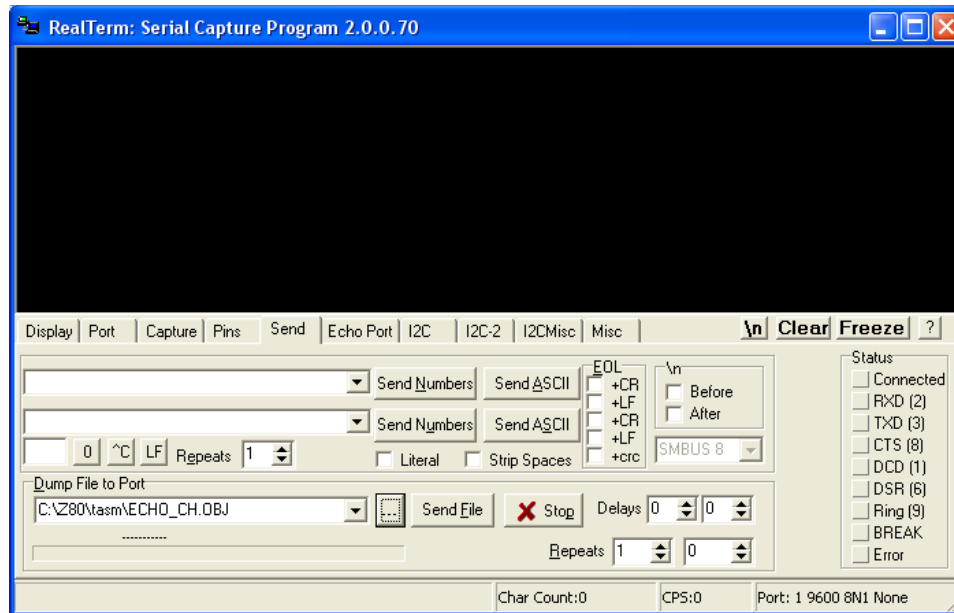 RealTerm: Serial Capture Program 2.0.0.70
Display Port Capture Pins Send Echo Port I2C I2C-2 I2CMisc Misc \n Clear Freeze ?
EOL \n Status
Send Numbers Send ASCII +CR Before Connected
+LF After RXD (2)
Send Numbers Send ASCII +CR TXD (3)
+LF SMBUS 8 CTS (8)
0 ^C LF Repeats 1 Literal Strip Spaces +crc DCD (1)
Dump File to Port DSR (6)
C:\Z80\tasm\ECHO_CH.OBJ ... Send File Stop Delays 0 0 Ring (9)
----------- BREAK
Repeats 1 0 Error
Char Count:0 CPS:0 Port: 1 9600 8N1 None